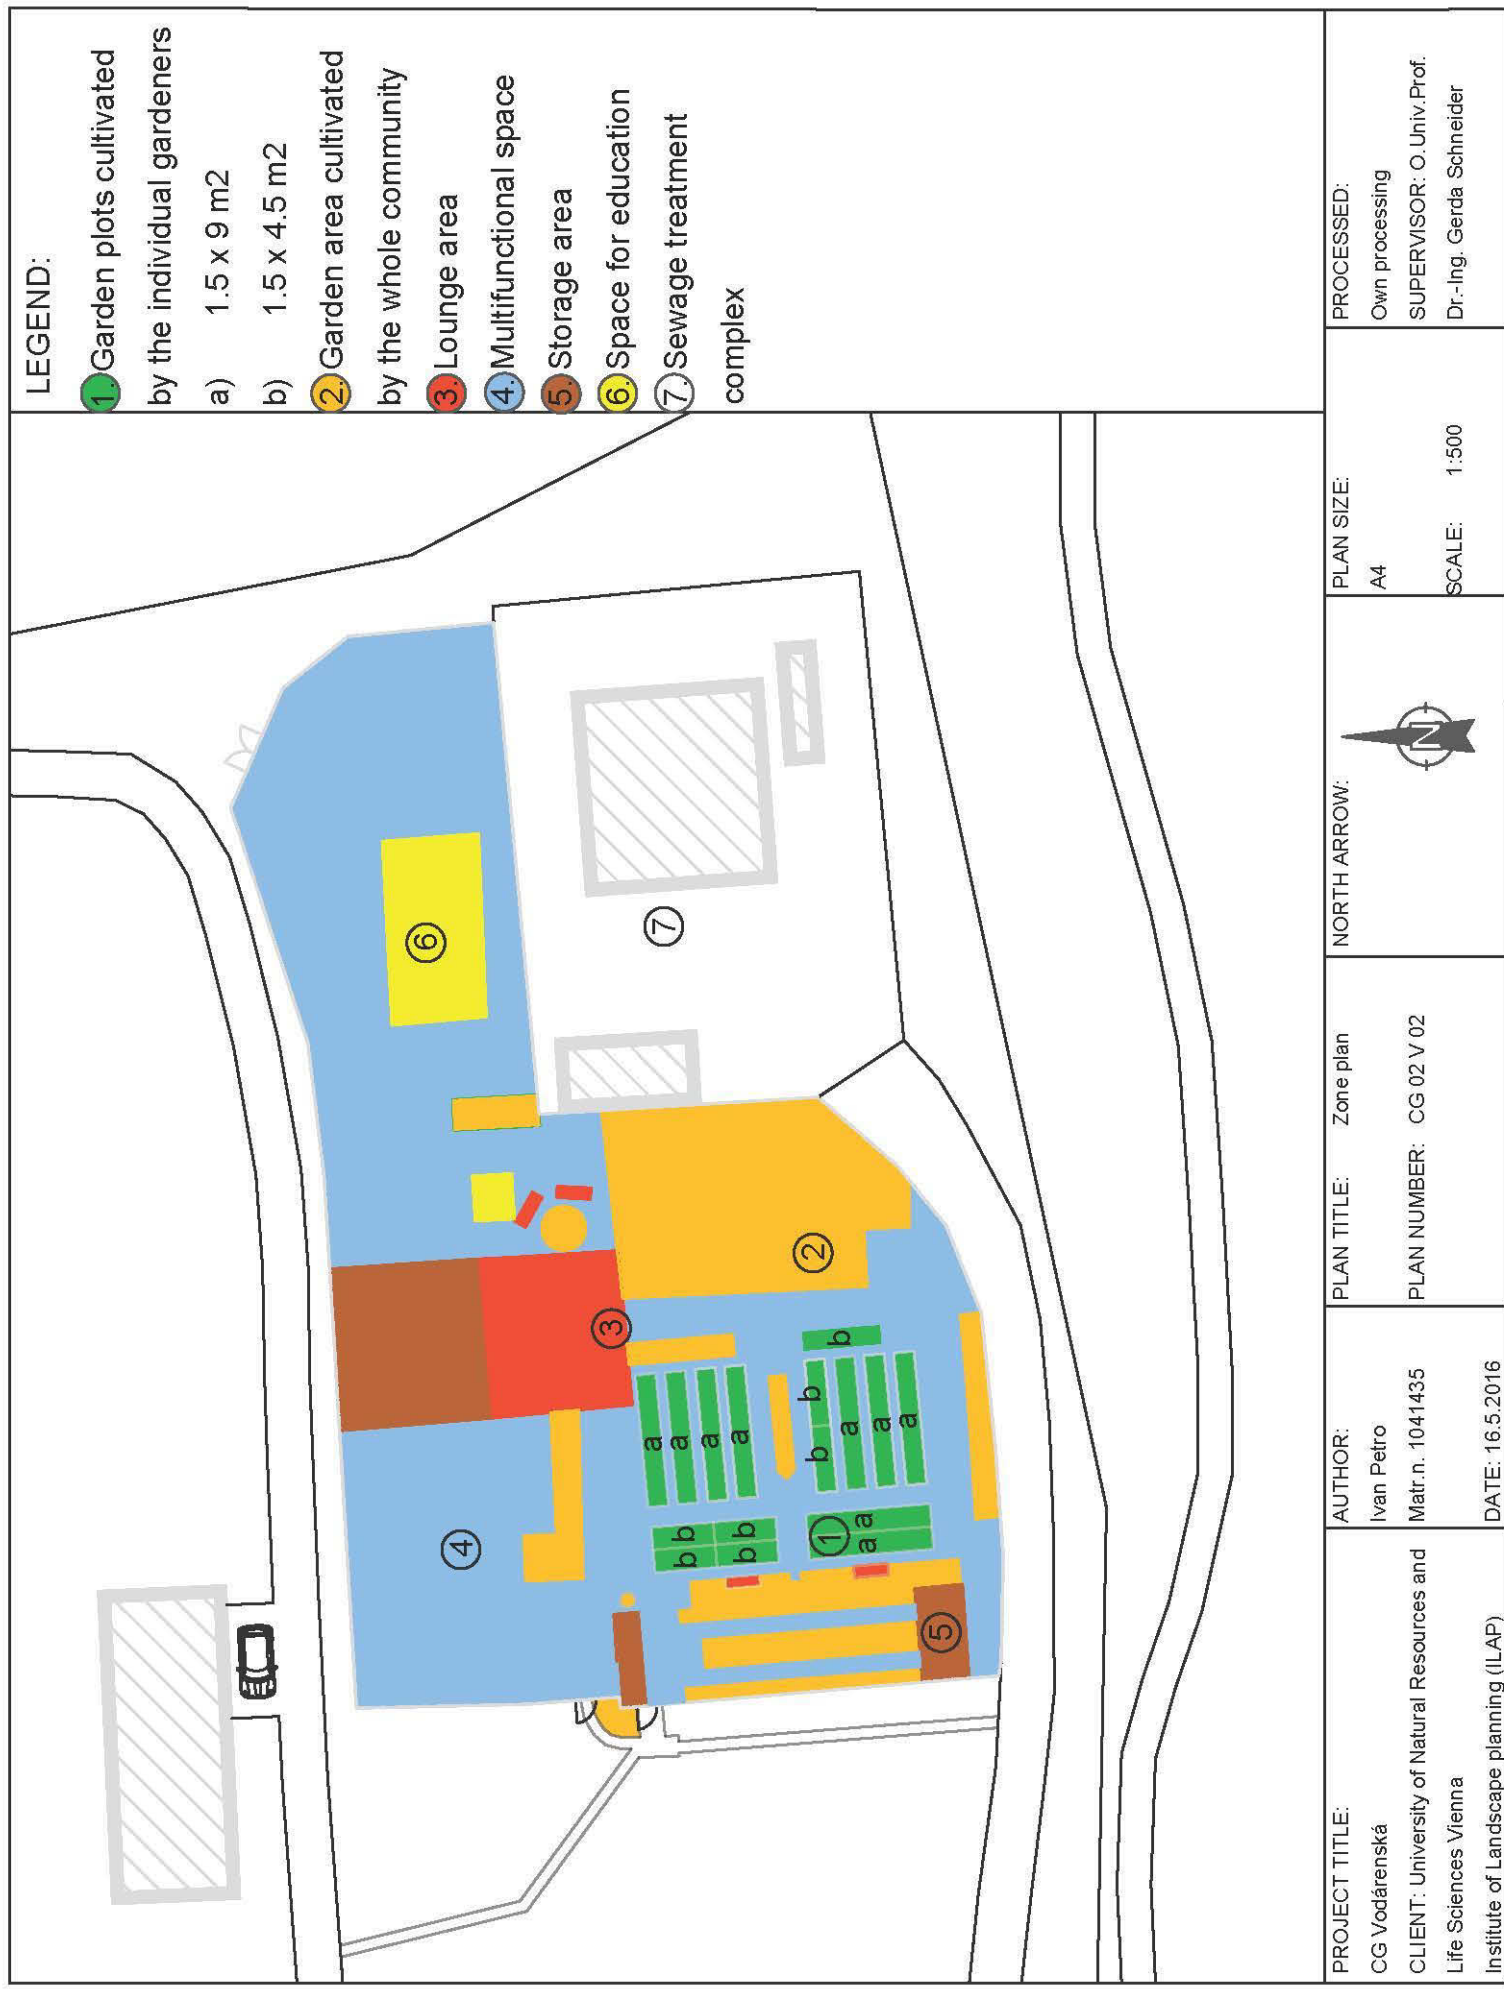 LEGEND:
1. Garden plots cultivated
by the individual gardeners
a) 1.5 x 9 m2
b) 1.5 x 4.5 m2
2. Garden area cultivated
by the whole community
3. Lounge area
4. Multifunctional space
5. Storage area
6. Space for education
7. Sewage treatment
complex
6
7
3
2
4
1
5
a
a
a
a
b
b
b
b
b
b
b
a
a
a
a
a
PROJECT TITLE:
CG Vodárenská
CLIENT: University of Natural Resources and
Life Sciences Vienna
Institute of Landscape planning (ILAP)
AUTHOR:
Ivan Petro
Matr.n. 1041435
DATE: 16.5.2016
PLAN TITLE: Zone plan
PLAN NUMBER: CG 02 V 02
NORTH ARROW:
N
PLAN SIZE:
A4
SCALE: 1:500
PROCESSED:
Own processing
SUPERVISOR: O.Univ.Prof.
Dr.-Ing. Gerda Schneider